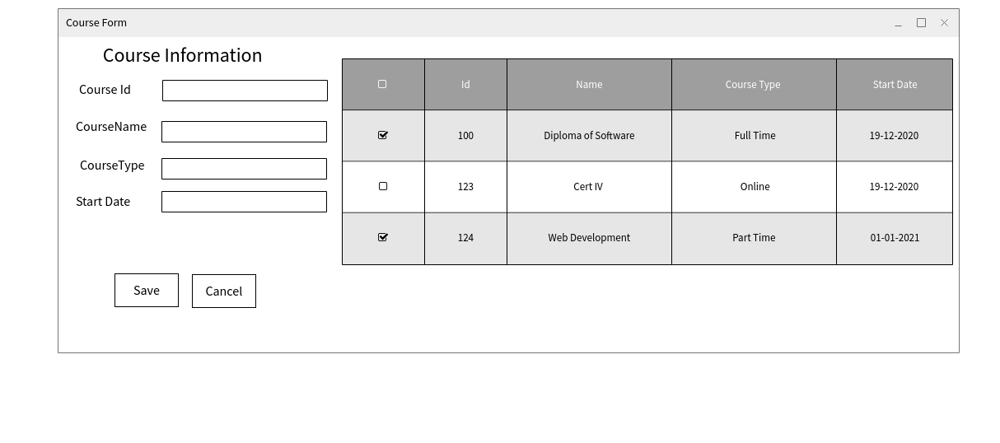 Course Form
Course Information
Course Id
CourseName
CourseType
Start Date
Save Cancel
Id Name Course Type Start Date
100 Diploma of Software Full Time 19-12-2020
123 Cert IV Online 19-12-2020
124 Web Development Part Time 01-01-2021